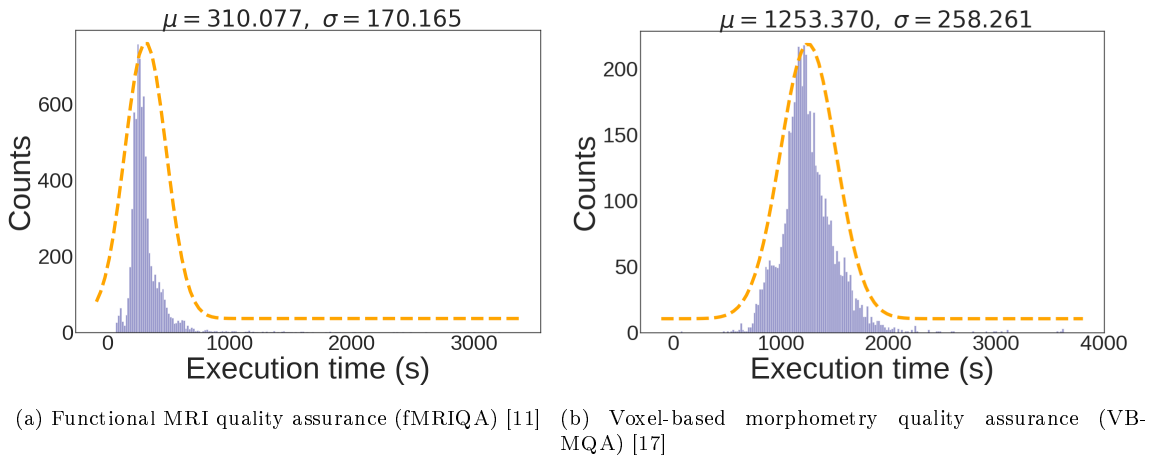 μ = 310.077, σ = 170.165
Counts
600
400
200
0
0 1000 2000 3000
Execution time (s)
(a) Functional MRI quality assurance (fMRIQA) [11]
μ = 1253.370, σ = 258.261
Counts
200
150
100
50
0
0 1000 2000 3000 4000
Execution time (s)
(b) Voxel-based morphometry quality assurance (VB-
MQA) [17]